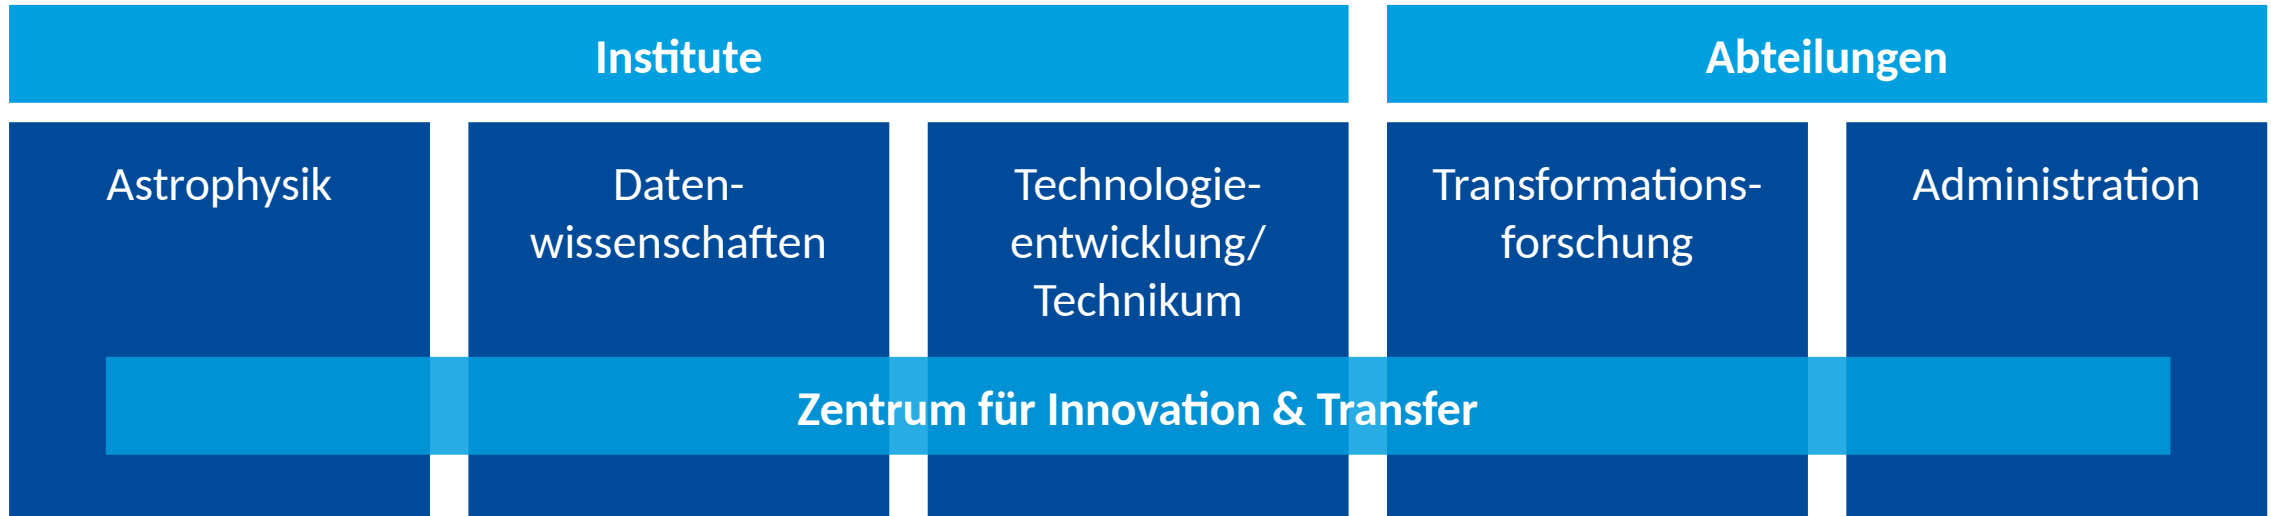 Institute
Abteilungen
Astrophysik
Daten-
wissenschaften
Technologie-
entwicklung/
Technikum
Transformations-
forschung
Administration
Zentrum für Innovation & Transfer